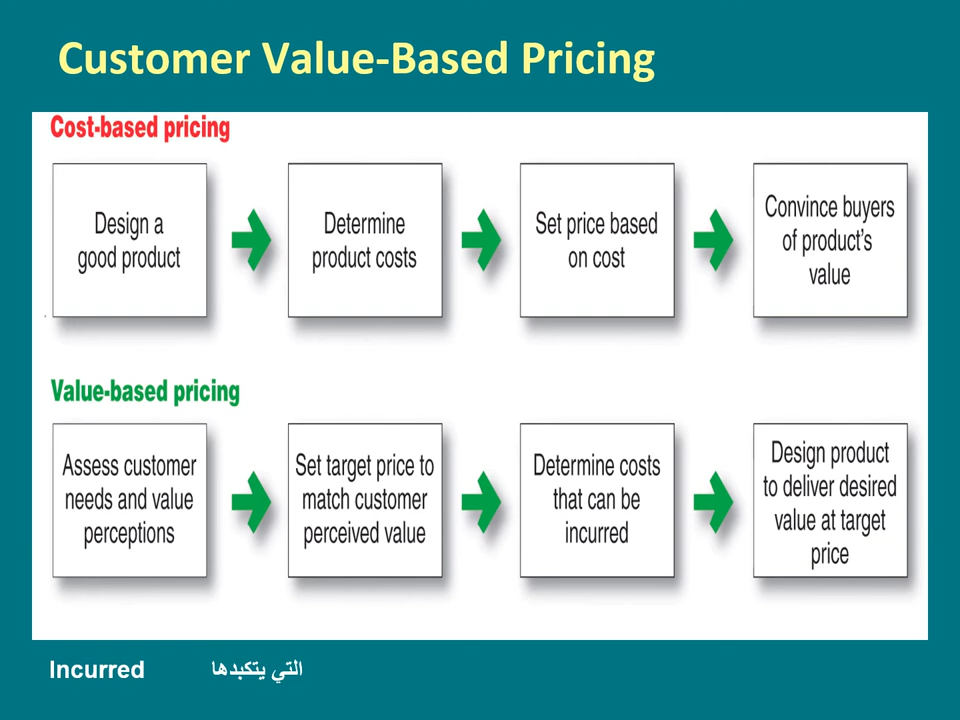 Customer Value-Based Pricing
Cost-based pricing
Design a
good product
Determine
product costs
Set price based
on cost
Convince buyers
of product's
value
Value-based pricing
Assess customer
needs and value
perceptions
Set target price to
match customer
perceived value
Determine costs
that can be
incurred
Design product
to deliver desired
value at target
price
Incurred التي يتكبدها